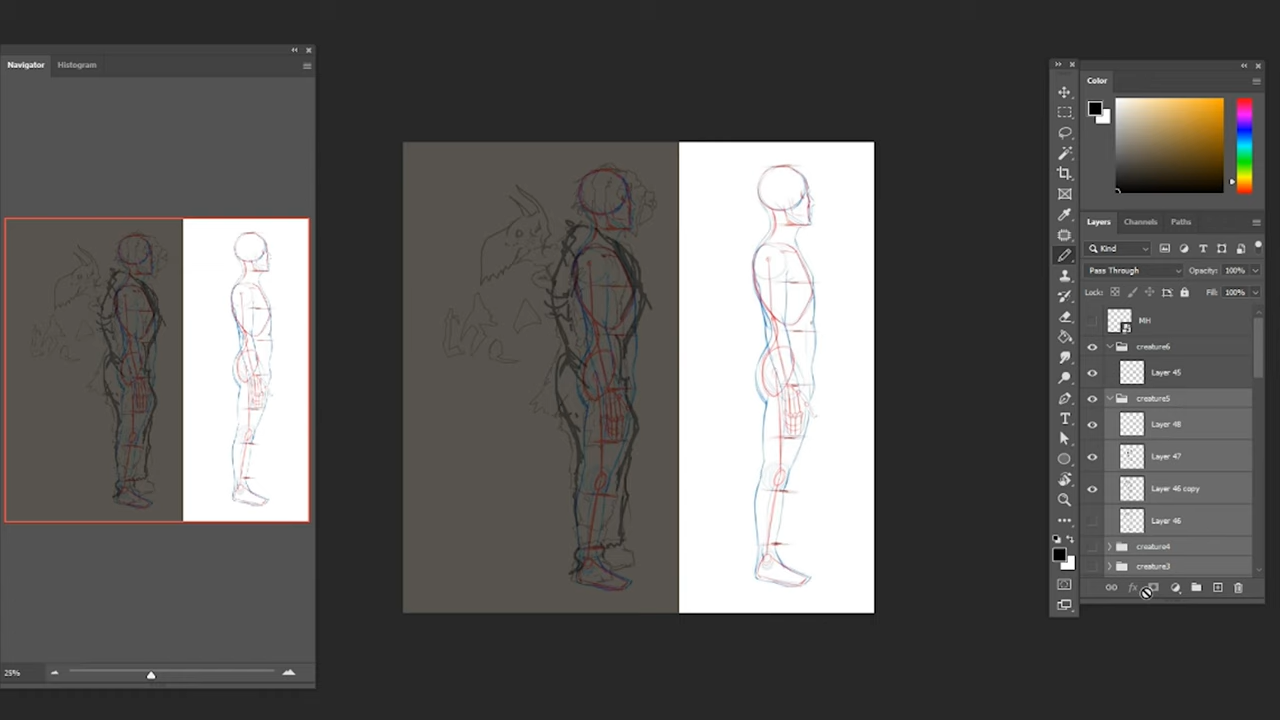 Navigator Histogram
25%
Color
Layers Channels Paths
Kind
Pass Through Opacity: 100%
Lock: Fill: 100%
MH
creature6
Layer 45
creature5
Layer 48
Layer 47
Layer 46 copy
Layer 46
creature4
creature3
T
fx